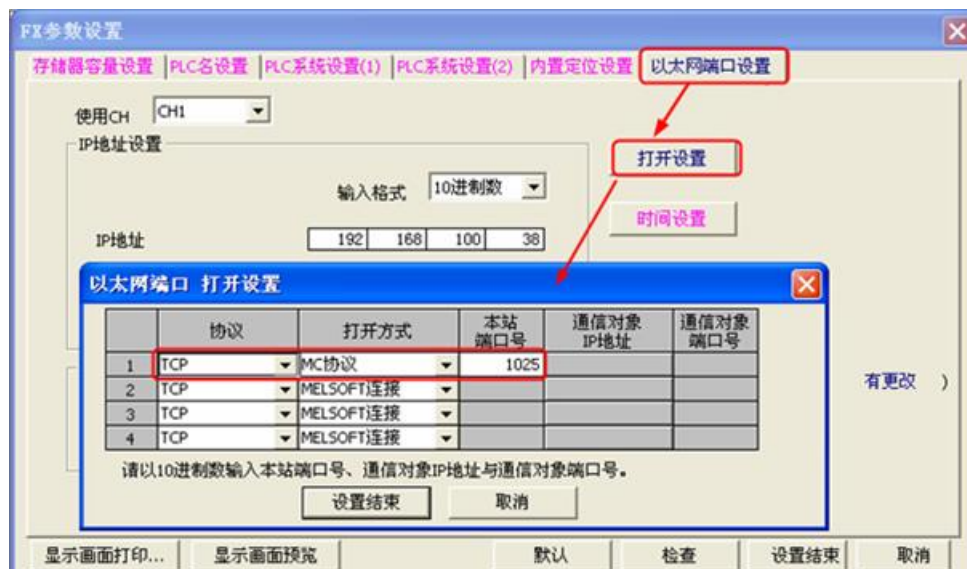 FX参数设置
存储器容量设置 PLC名设置 PLC系统设置(1) PLC系统设置(2) 内置定位设置 以太网端口设置
使用CH CH1
IP地址设置
打开设置
输入格式 10进制数
时间设置
IP地址 192 168 100 38
以太网端口 打开设置
协议 打开方式 本站端口号 通信对象IP地址 通信对象端口号
1 TCP MC协议 1025
2 TCP MELSOFT连接
3 TCP MELSOFT连接
4 TCP MELSOFT连接
有更改 )
请以10进制数输入本站端口号、通信对象IP地址与通信对象端口号。
设置结束 取消
显示画面打印... 显示画面预览 默认 检查 设置结束 取消